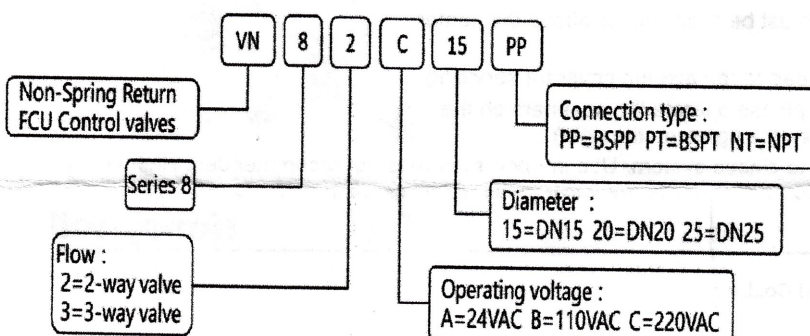 VN 8 2 C 15 PP
Non-Spring Return
FCU Control valves
Connection type :
PP=BSPP PT=BSPT NT=NPT
Series 8
Diameter :
15=DN15 20=DN20 25=DN25
Flow :
2=2-way valve
3=3-way valve
Operating voltage :
A=24VAC B=110VAC C=220VAC